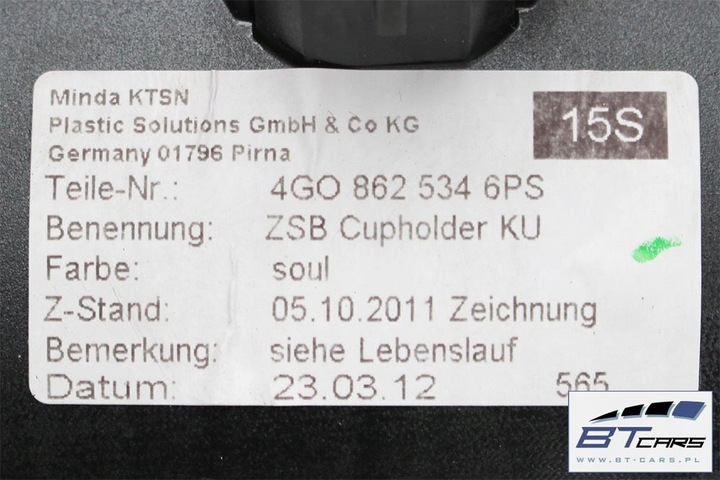 Minda KTSN
Plastic Solutions GmbH & Co KG
Germany 01796 Pirna
15S
Teile-Nr.: 4GO 862 534 6PS
Benennung: ZSB Cupholder KU
Farbe: soul
Z-Stand: 05.10.2011 Zeichnung
Bemerkung: siehe Lebenslauf
Datum: 23.03.12 565
BT CARS
WWW.BT-CARS.PL